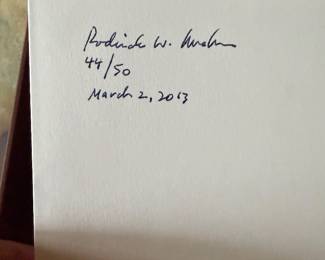 Roderick W.
44/50
March 2, 2013